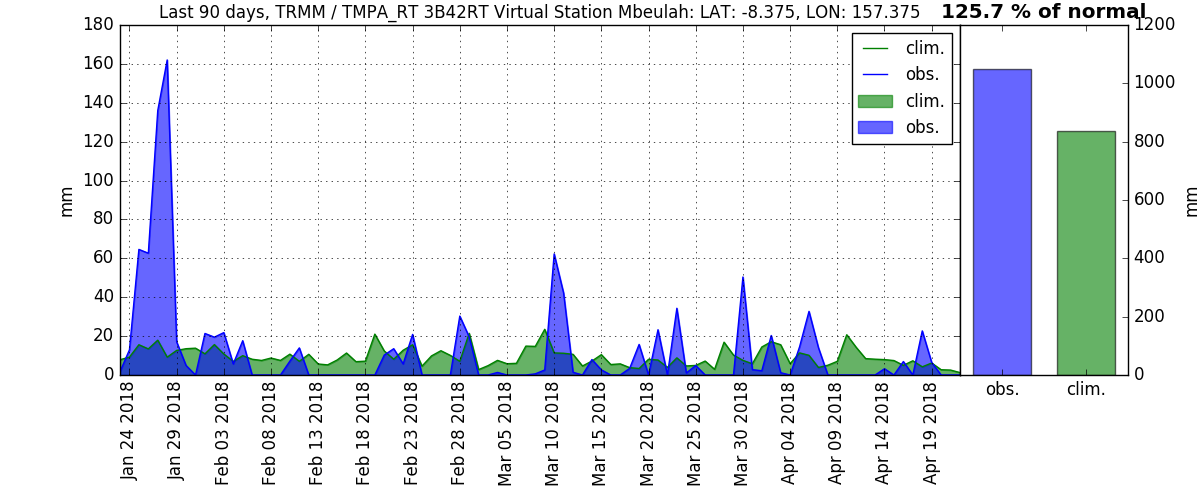 Last 90 days, TRMM / TMPA_RT 3B42RT Virtual Station Mbeulah: LAT: -8.375, LON: 157.375
125.7 % of normal
180
160
140
120
100
80
60
40
20
0
mm
clim.
obs.
clim.
obs.
Jan 24 2018
Jan 29 2018
Feb 03 2018
Feb 08 2018
Feb 13 2018
Feb 18 2018
Feb 23 2018
Feb 28 2018
Mar 05 2018
Mar 10 2018
Mar 15 2018
Mar 20 2018
Mar 25 2018
Mar 30 2018
Apr 04 2018
Apr 09 2018
Apr 14 2018
Apr 19 2018
1200
1000
800
600
400
200
0
mm
obs.
clim.